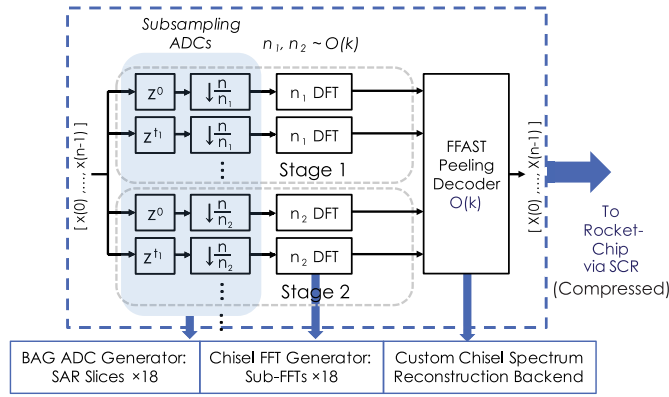 Subsampling
ADCs
n₁, n₂ ~ O(k)
[ x(0) ,...., x(n-1) ]
z⁰
↓ n/n₁
n₁ DFT
zᵗ¹
↓ n/n₁
n₁ DFT
Stage 1
z⁰
↓ n/n₂
n₂ DFT
zᵗ¹
↓ n/n₂
n₂ DFT
Stage 2
FFAST
Peeling
Decoder
O(k)
[ X(0) ,...., X(n-1) ]
To
Rocket-
Chip
via SCR
(Compressed)
BAG ADC Generator:
SAR Slices ×18
Chisel FFT Generator:
Sub-FFTs ×18
Custom Chisel Spectrum
Reconstruction Backend